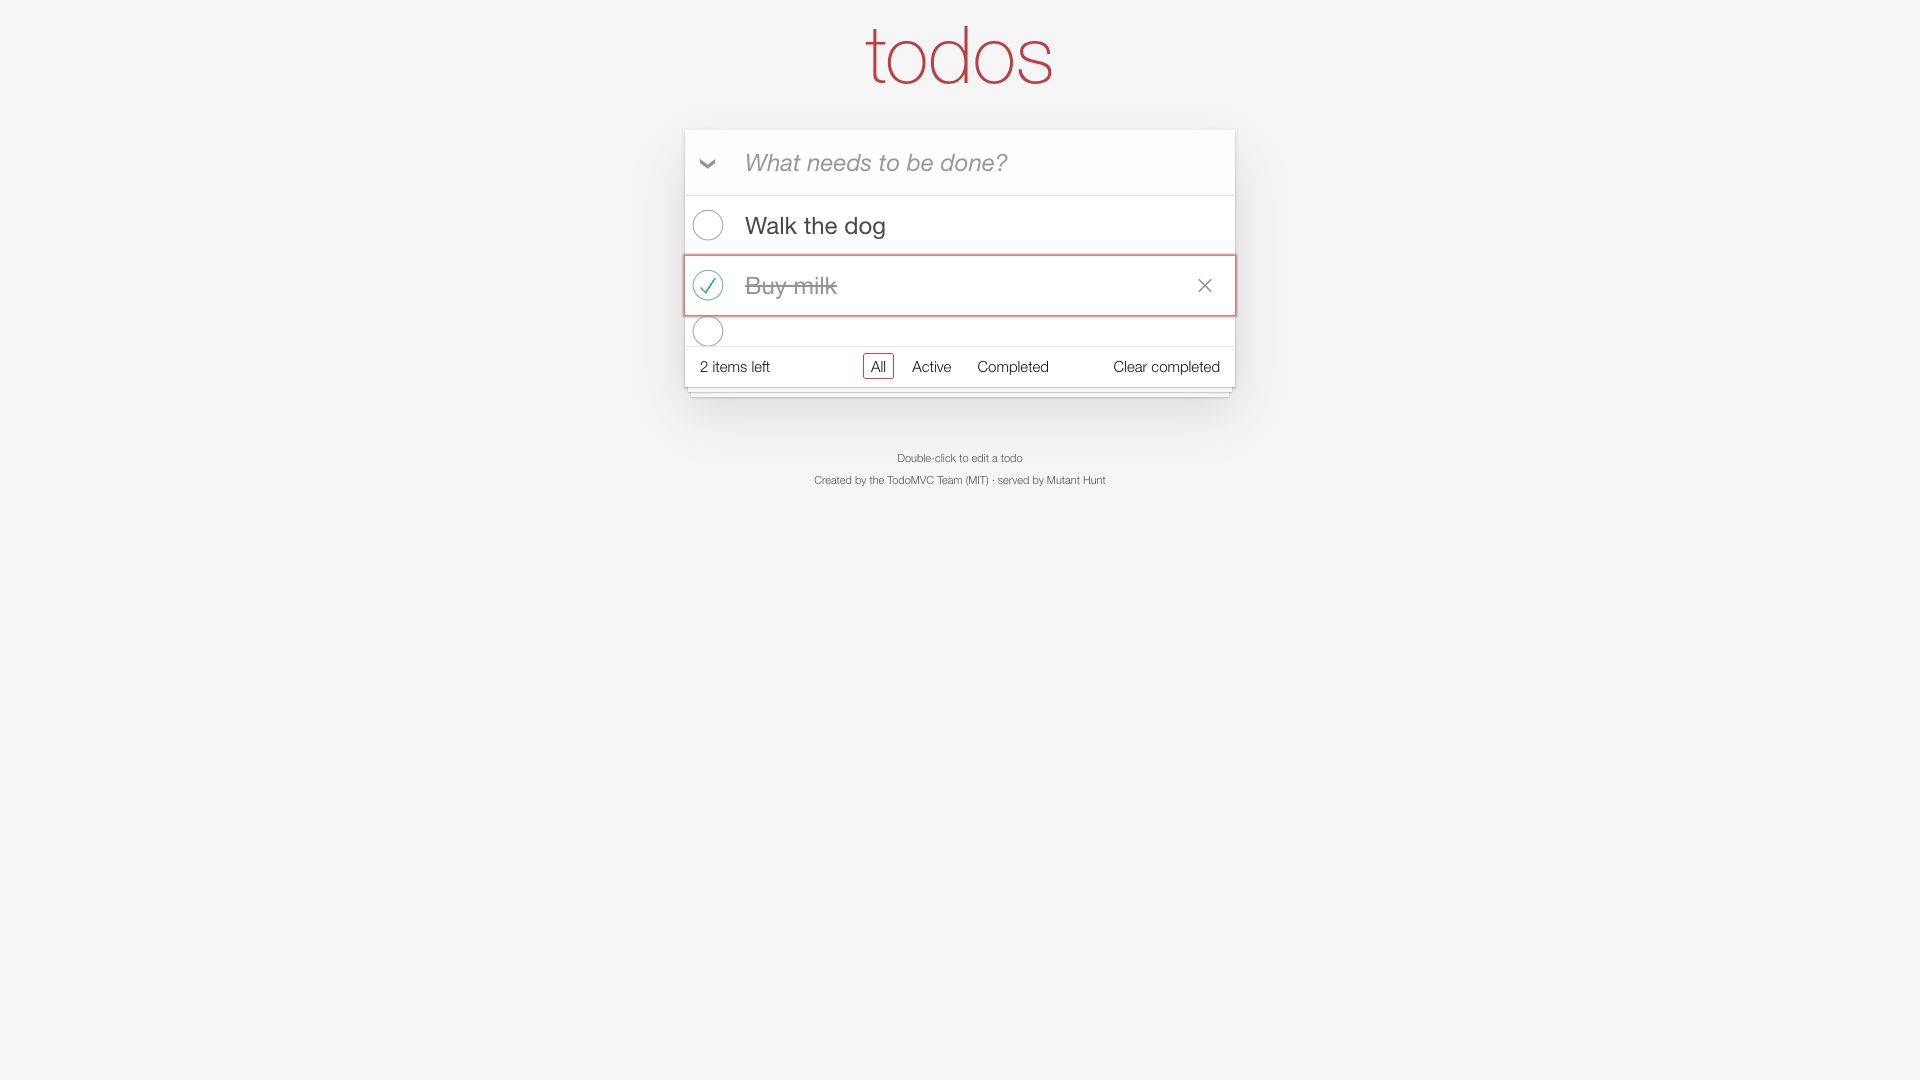 todos
What needs to be done?
Walk the dog
Buy milk
2 items left All Active Completed Clear completed
Double-click to edit a todo
Created by the TodoMVC Team (MIT) · served by Mutant Hunt